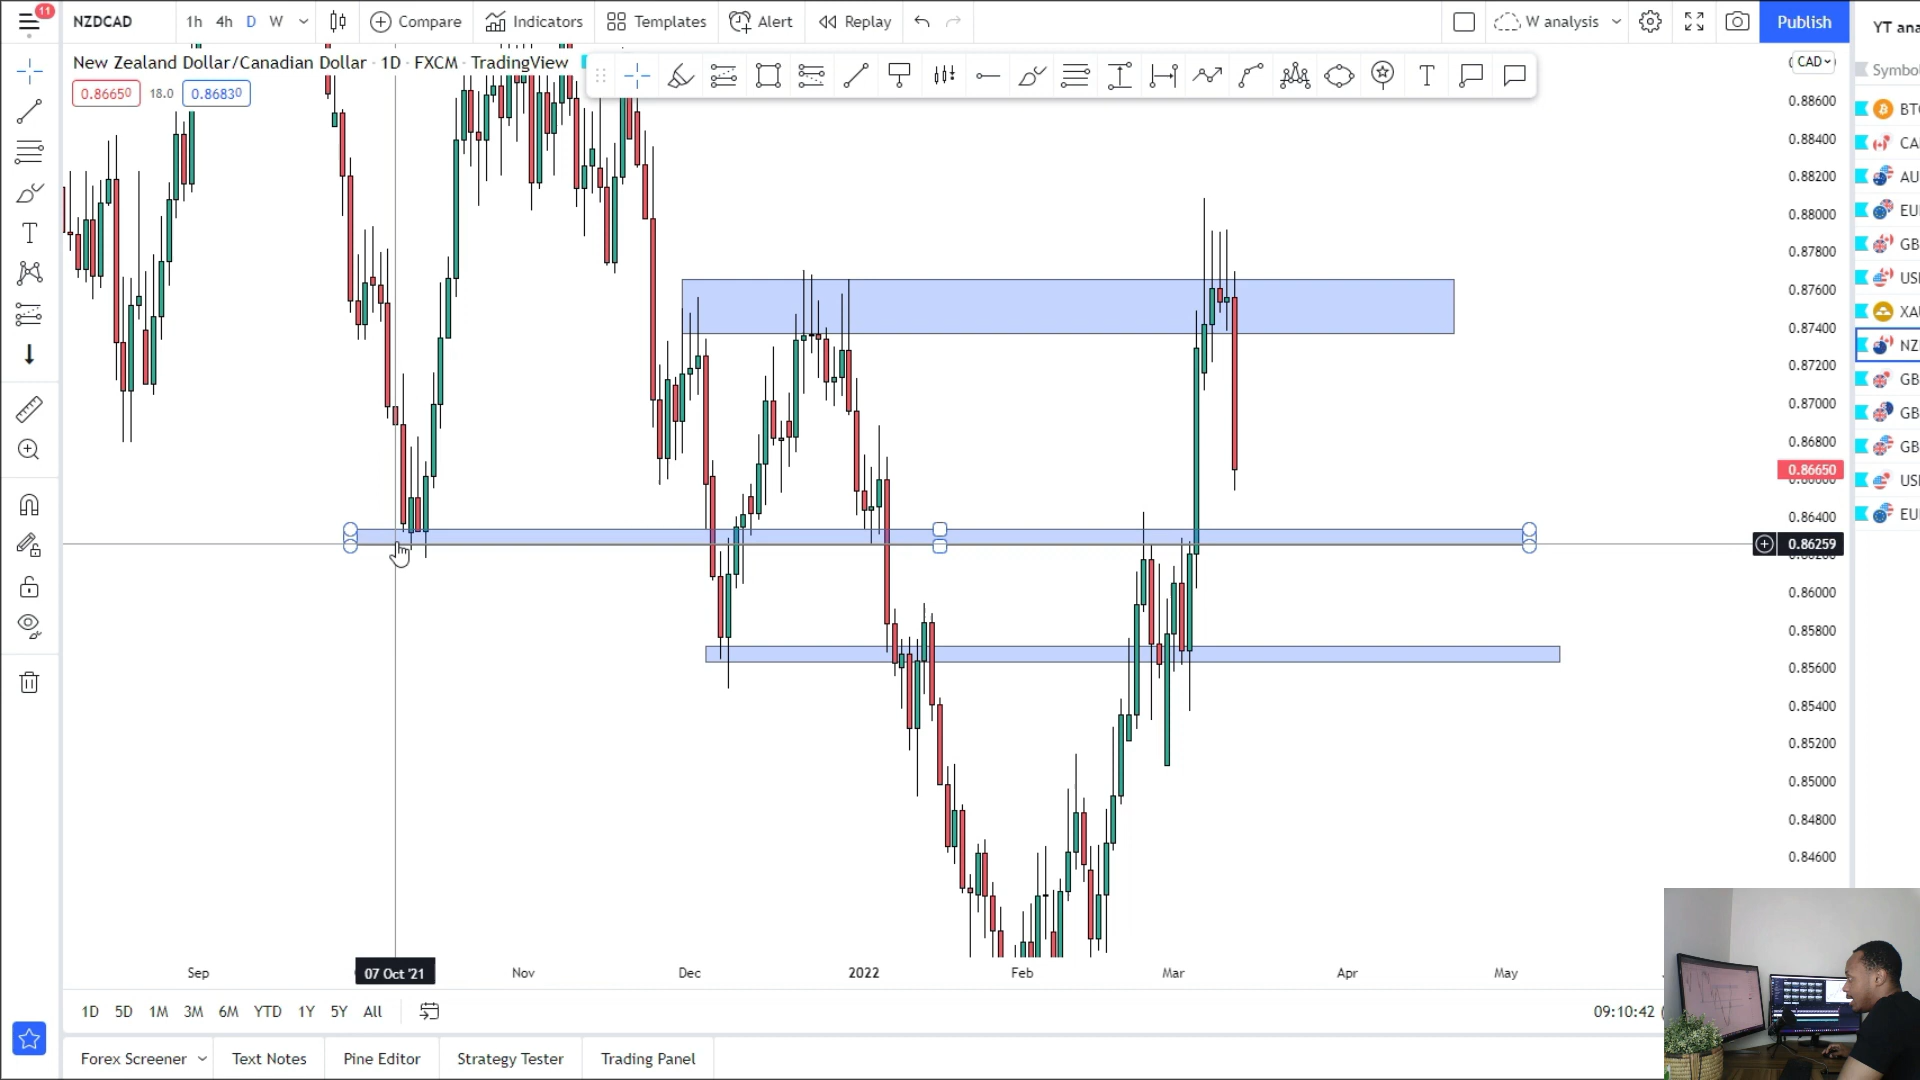 11
NZDCAD
1h 4h D W
Compare
Indicators
Templates
Alert
Replay
W analysis
Publish
YT ana
New Zealand Dollar/Canadian Dollar · 1D · FXCM · TradingView
0.86650 18.0 0.86830
CAD
Symbo
0.88600
0.88400
0.88200
0.88000
0.87800
0.87600
0.87400
0.87200
0.87000
0.86800
0.86650
0.86400
0.86259
0.86000
0.85800
0.85600
0.85400
0.85200
0.85000
0.84800
0.84600
BT
CA
AU
EU
GB
US
XA
NZ
GB
GB
GB
US
EU
Sep
07 Oct '21
Nov
Dec
2022
Feb
Mar
Apr
May
1D 5D 1M 3M 6M YTD 1Y 5Y All
09:10:42 (
Forex Screener
Text Notes
Pine Editor
Strategy Tester
Trading Panel